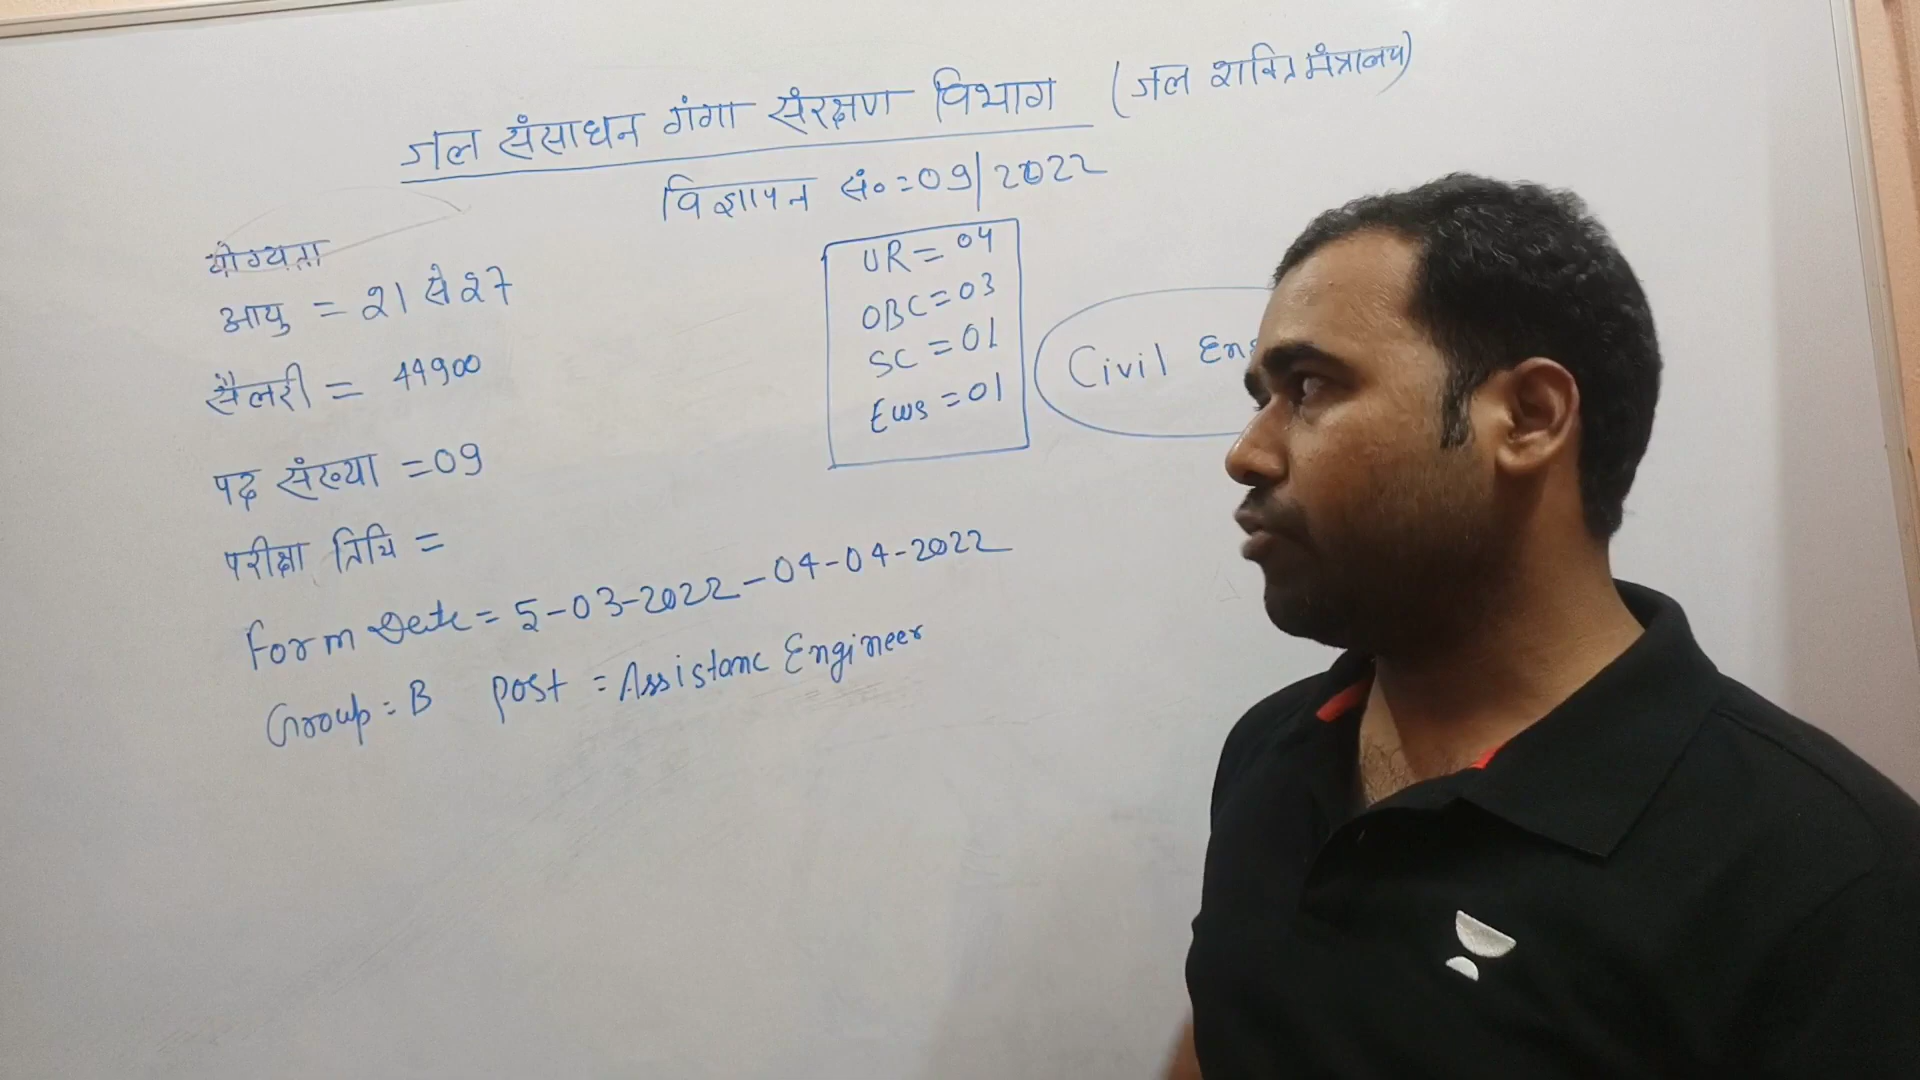 जल संसाधन गंगा संरक्षण विभाग (जल शक्ति मंत्रालय)
विज्ञापन सं० = 09/2022
योग्यता
आयु = 21 से 27
सैलरी = 44900
पद संख्या = 09
परीक्षा तिथि =
Form Dete = 5-03-2022 - 04-04-2022
Group = B Post = Assistanc Engineer
UR = 04
OBC = 03
SC = 01
EWS = 01
Civil Eng